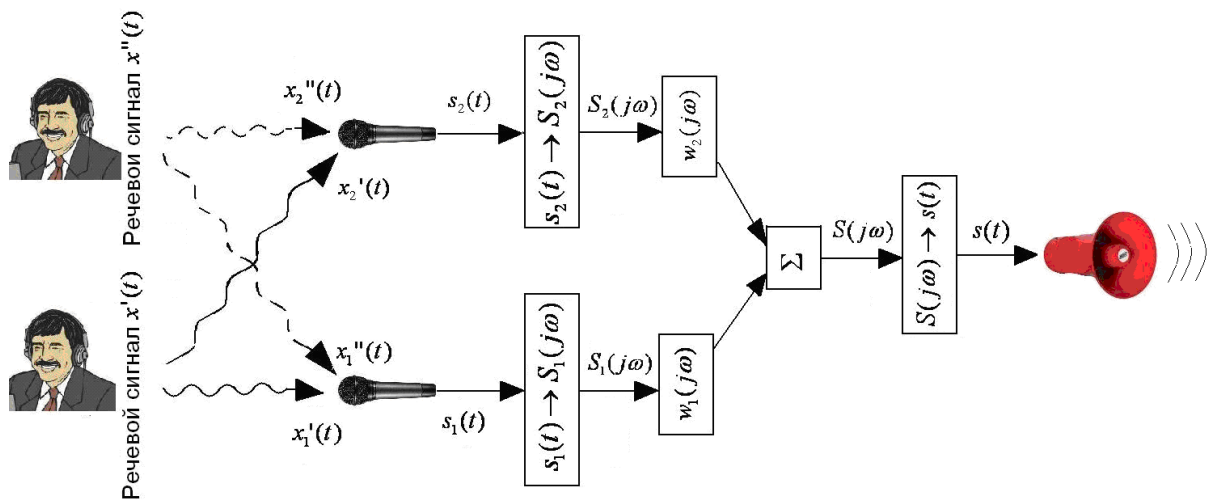 Речевой сигнал x''(t)
Речевой сигнал x'(t)
x₂''(t)
x₂'(t)
x₁''(t)
x₁'(t)
s₂(t)
s₁(t)
s₂(t) → S₂(jω)
s₁(t) → S₁(jω)
S₂(jω)
S₁(jω)
w₂(jω)
w₁(jω)
Σ
S(jω)
S(jω) → s(t)
s(t)